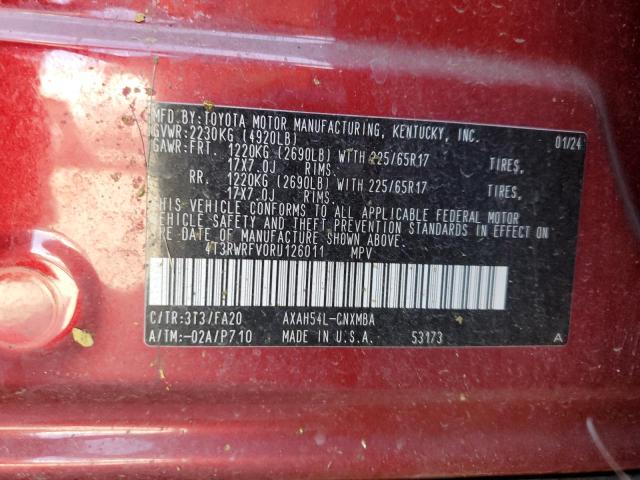 MFD.BY:TOYOTA MOTOR MANUFACTURING, KENTUCKY, INC.
GVWR:2230KG (4920LB) 01/24
GAWR:FRT. 1220KG (2690LB) WITH 225/65R17 TIRES,
17X7.0J RIMS.
RR. 1220KG (2690LB) WITH 225/65R17 TIRES,
17X7.0J RIMS.
THIS VEHICLE CONFORMS TO ALL APPLICABLE FEDERAL MOTOR
VEHICLE SAFETY AND THEFT PREVENTION STANDARDS IN EFFECT
ON THE DATE OF MANUFACTURE SHOWN ABOVE.
4T3RWRFV0RU126011 MPV
C/TR:3T3/FA20 AXAH54L-CNXMBA
A/TM:-02A/P710 MADE IN U.S.A. 53173 A